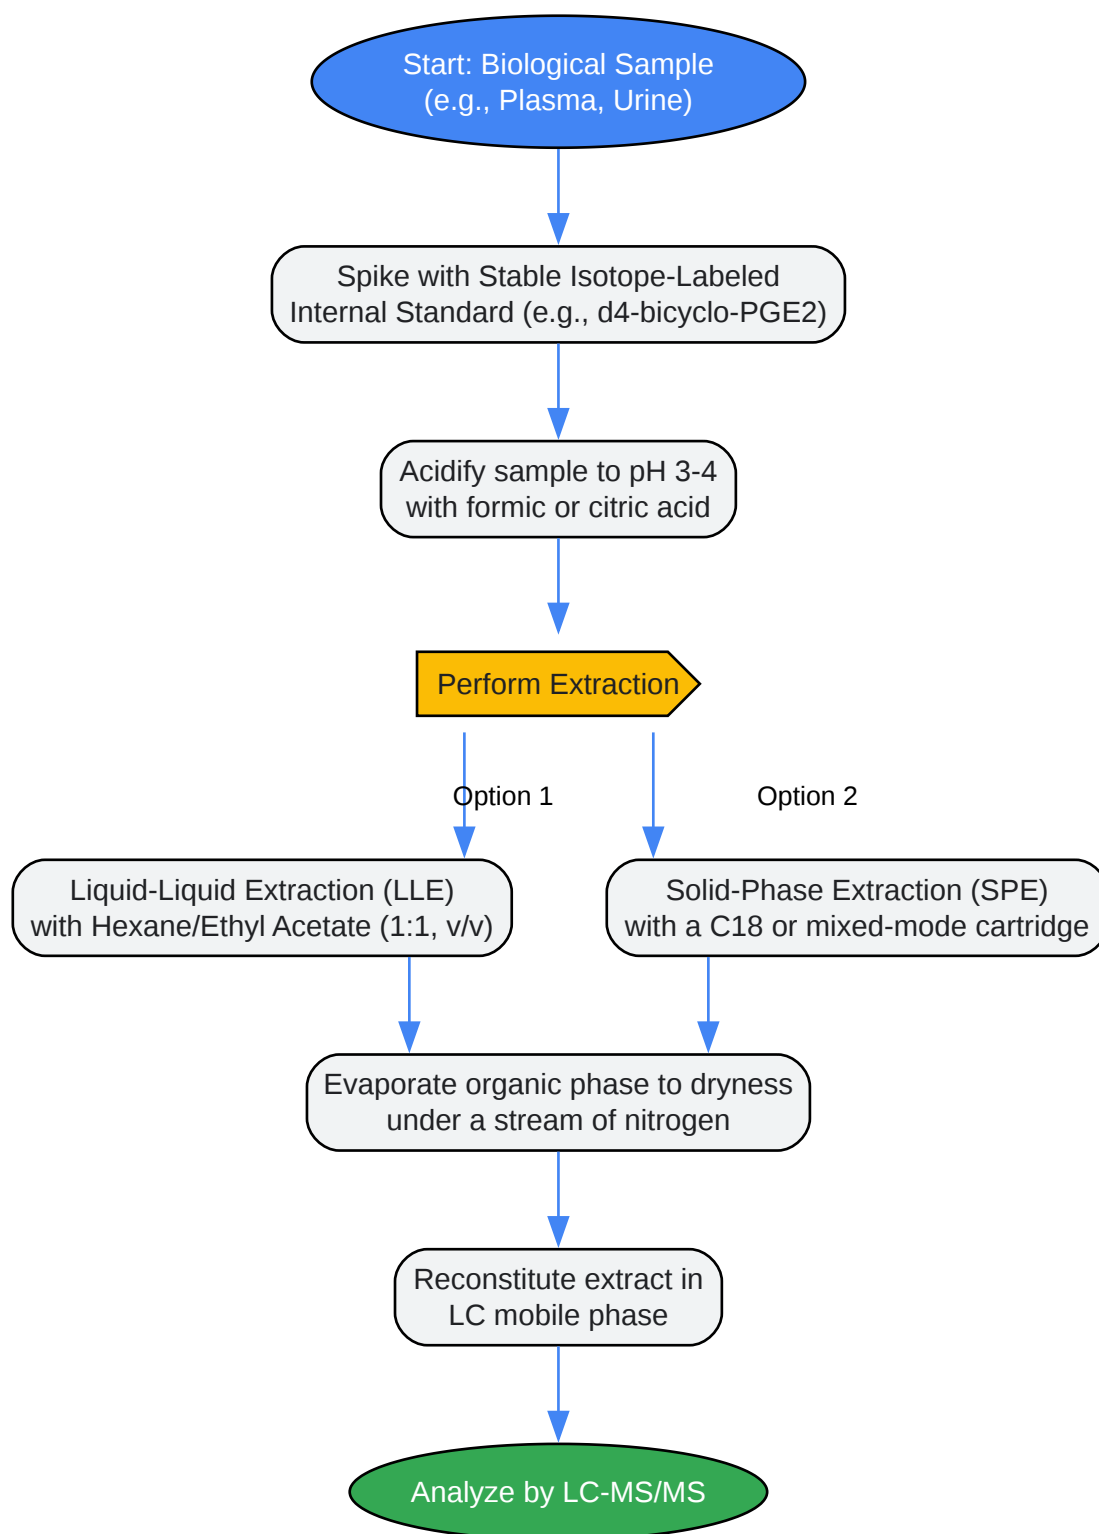 Start: Biological Sample
(e.g., Plasma, Urine)
Spike with Stable Isotope-Labeled
Internal Standard (e.g., d4-bicyclo-PGE2)
Acidify sample to pH 3-4
with formic or citric acid
Perform Extraction
Option 1
Option 2
Liquid-Liquid Extraction (LLE)
with Hexane/Ethyl Acetate (1:1, v/v)
Solid-Phase Extraction (SPE)
with a C18 or mixed-mode cartridge
Evaporate organic phase to dryness
under a stream of nitrogen
Reconstitute extract in
LC mobile phase
Analyze by LC-MS/MS